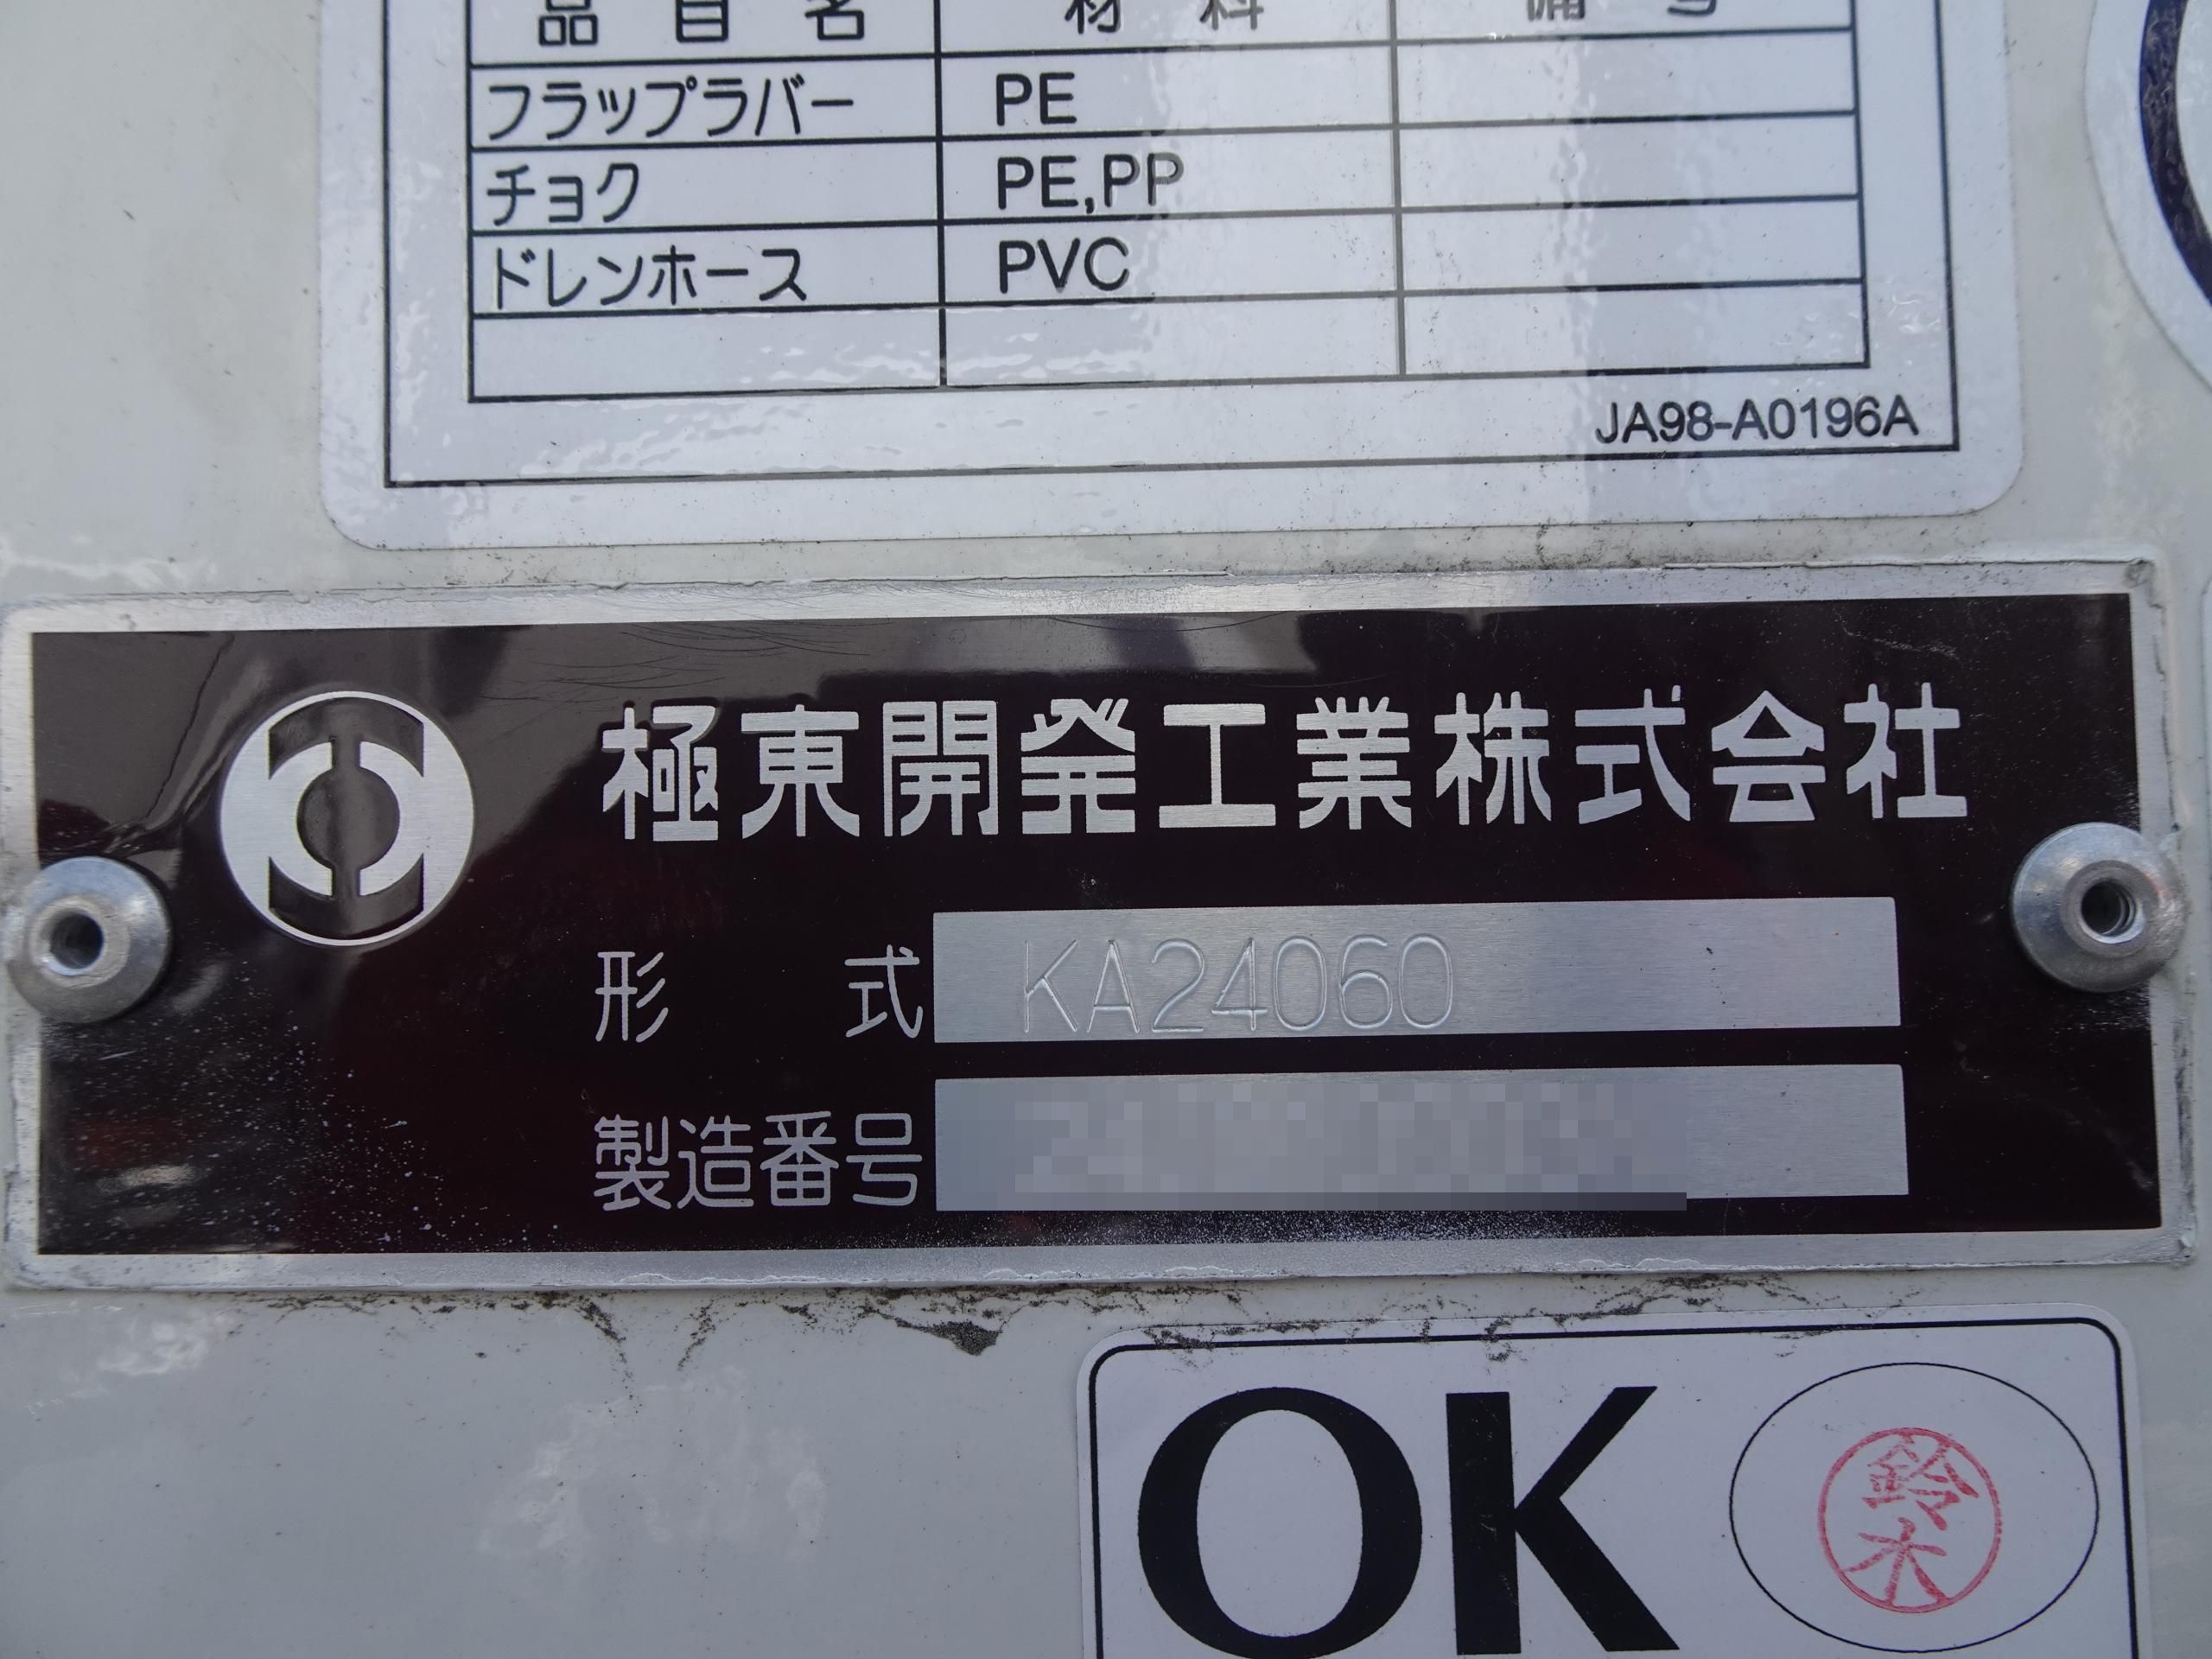 品目名 材料 備考
フラップラバー PE
チョク PE,PP
ドレンホース PVC
JA98-A0196A
極東開発工業株式会社
形式 KA24060
製造番号
OK 鈴木